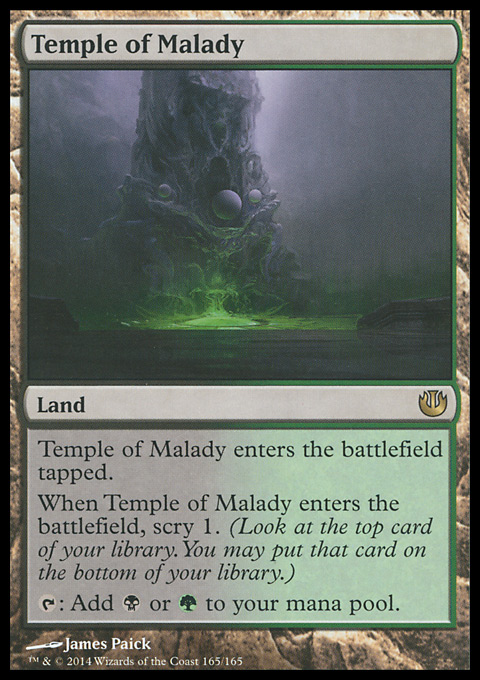 Temple of Malady
Land
Temple of Malady enters the battlefield
tapped.
When Temple of Malady enters the
battlefield, scry 1. (Look at the top card
of your library. You may put that card on
the bottom of your library.)
: Add or to your mana pool.
James Paick
™ & © 2014 Wizards of the Coast 165/165